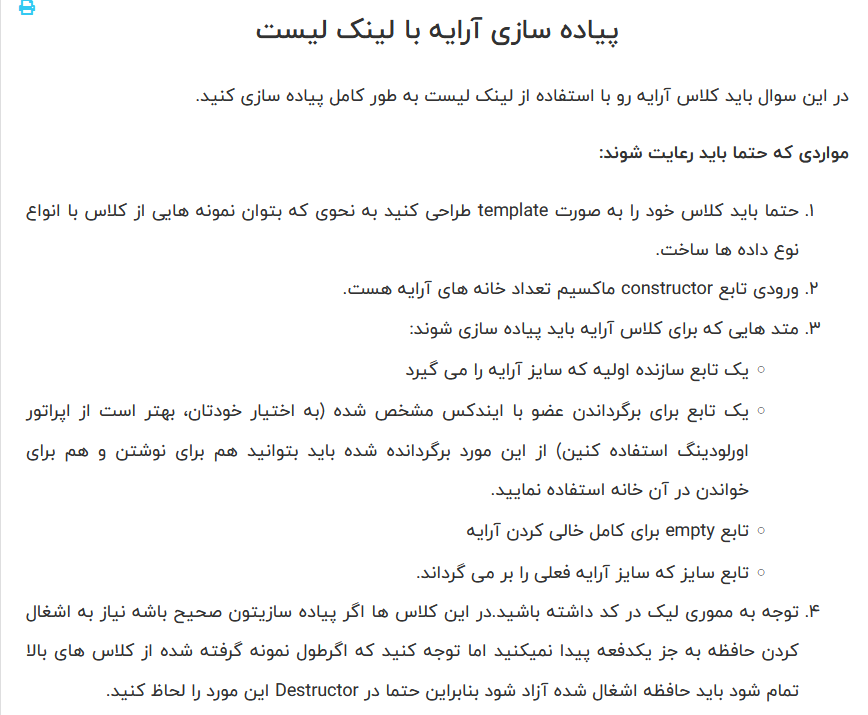 پیاده سازی آرایه با لینک لیست
در این سوال باید کلاس آرایه رو با استفاده از لینک لیست به طور کامل پیاده سازی کنید.
مواردی که حتما باید رعایت شوند:
۱. حتما باید کلاس خود را به صورت template طراحی کنید به نحوی که بتوان نمونه هایی از کلاس با انواع
نوع داده ها ساخت.
۲. ورودی تابع constructor ماکسیم تعداد خانه های آرایه هست.
۳. متد هایی که برای کلاس آرایه باید پیاده سازی شوند:
○ یک تابع سازنده اولیه که سایز آرایه را می گیرد
○ یک تابع برای برگرداندن عضو با ایندکس مشخص شده (به اختیار خودتان، بهتر است از اپراتور
اورلودینگ استفاده کنین) از این مورد برگردانده شده باید بتوانید هم برای نوشتن و هم برای
خواندن در آن خانه استفاده نمایید.
○ تابع empty برای کامل خالی کردن آرایه
○ تابع سایز که سایز آرایه فعلی را بر می گرداند.
۴. توجه به مموری لیک در کد داشته باشید.در این کلاس ها اگر پیاده سازیتون صحیح باشه نیاز به اشغال
کردن حافظه به جز یکدفعه پیدا نمیکنید اما توجه کنید که اگرطول نمونه گرفته شده از کلاس های بالا
تمام شود باید حافظه اشغال شده آزاد شود بنابراین حتما در Destructor این مورد را لحاظ کنید.